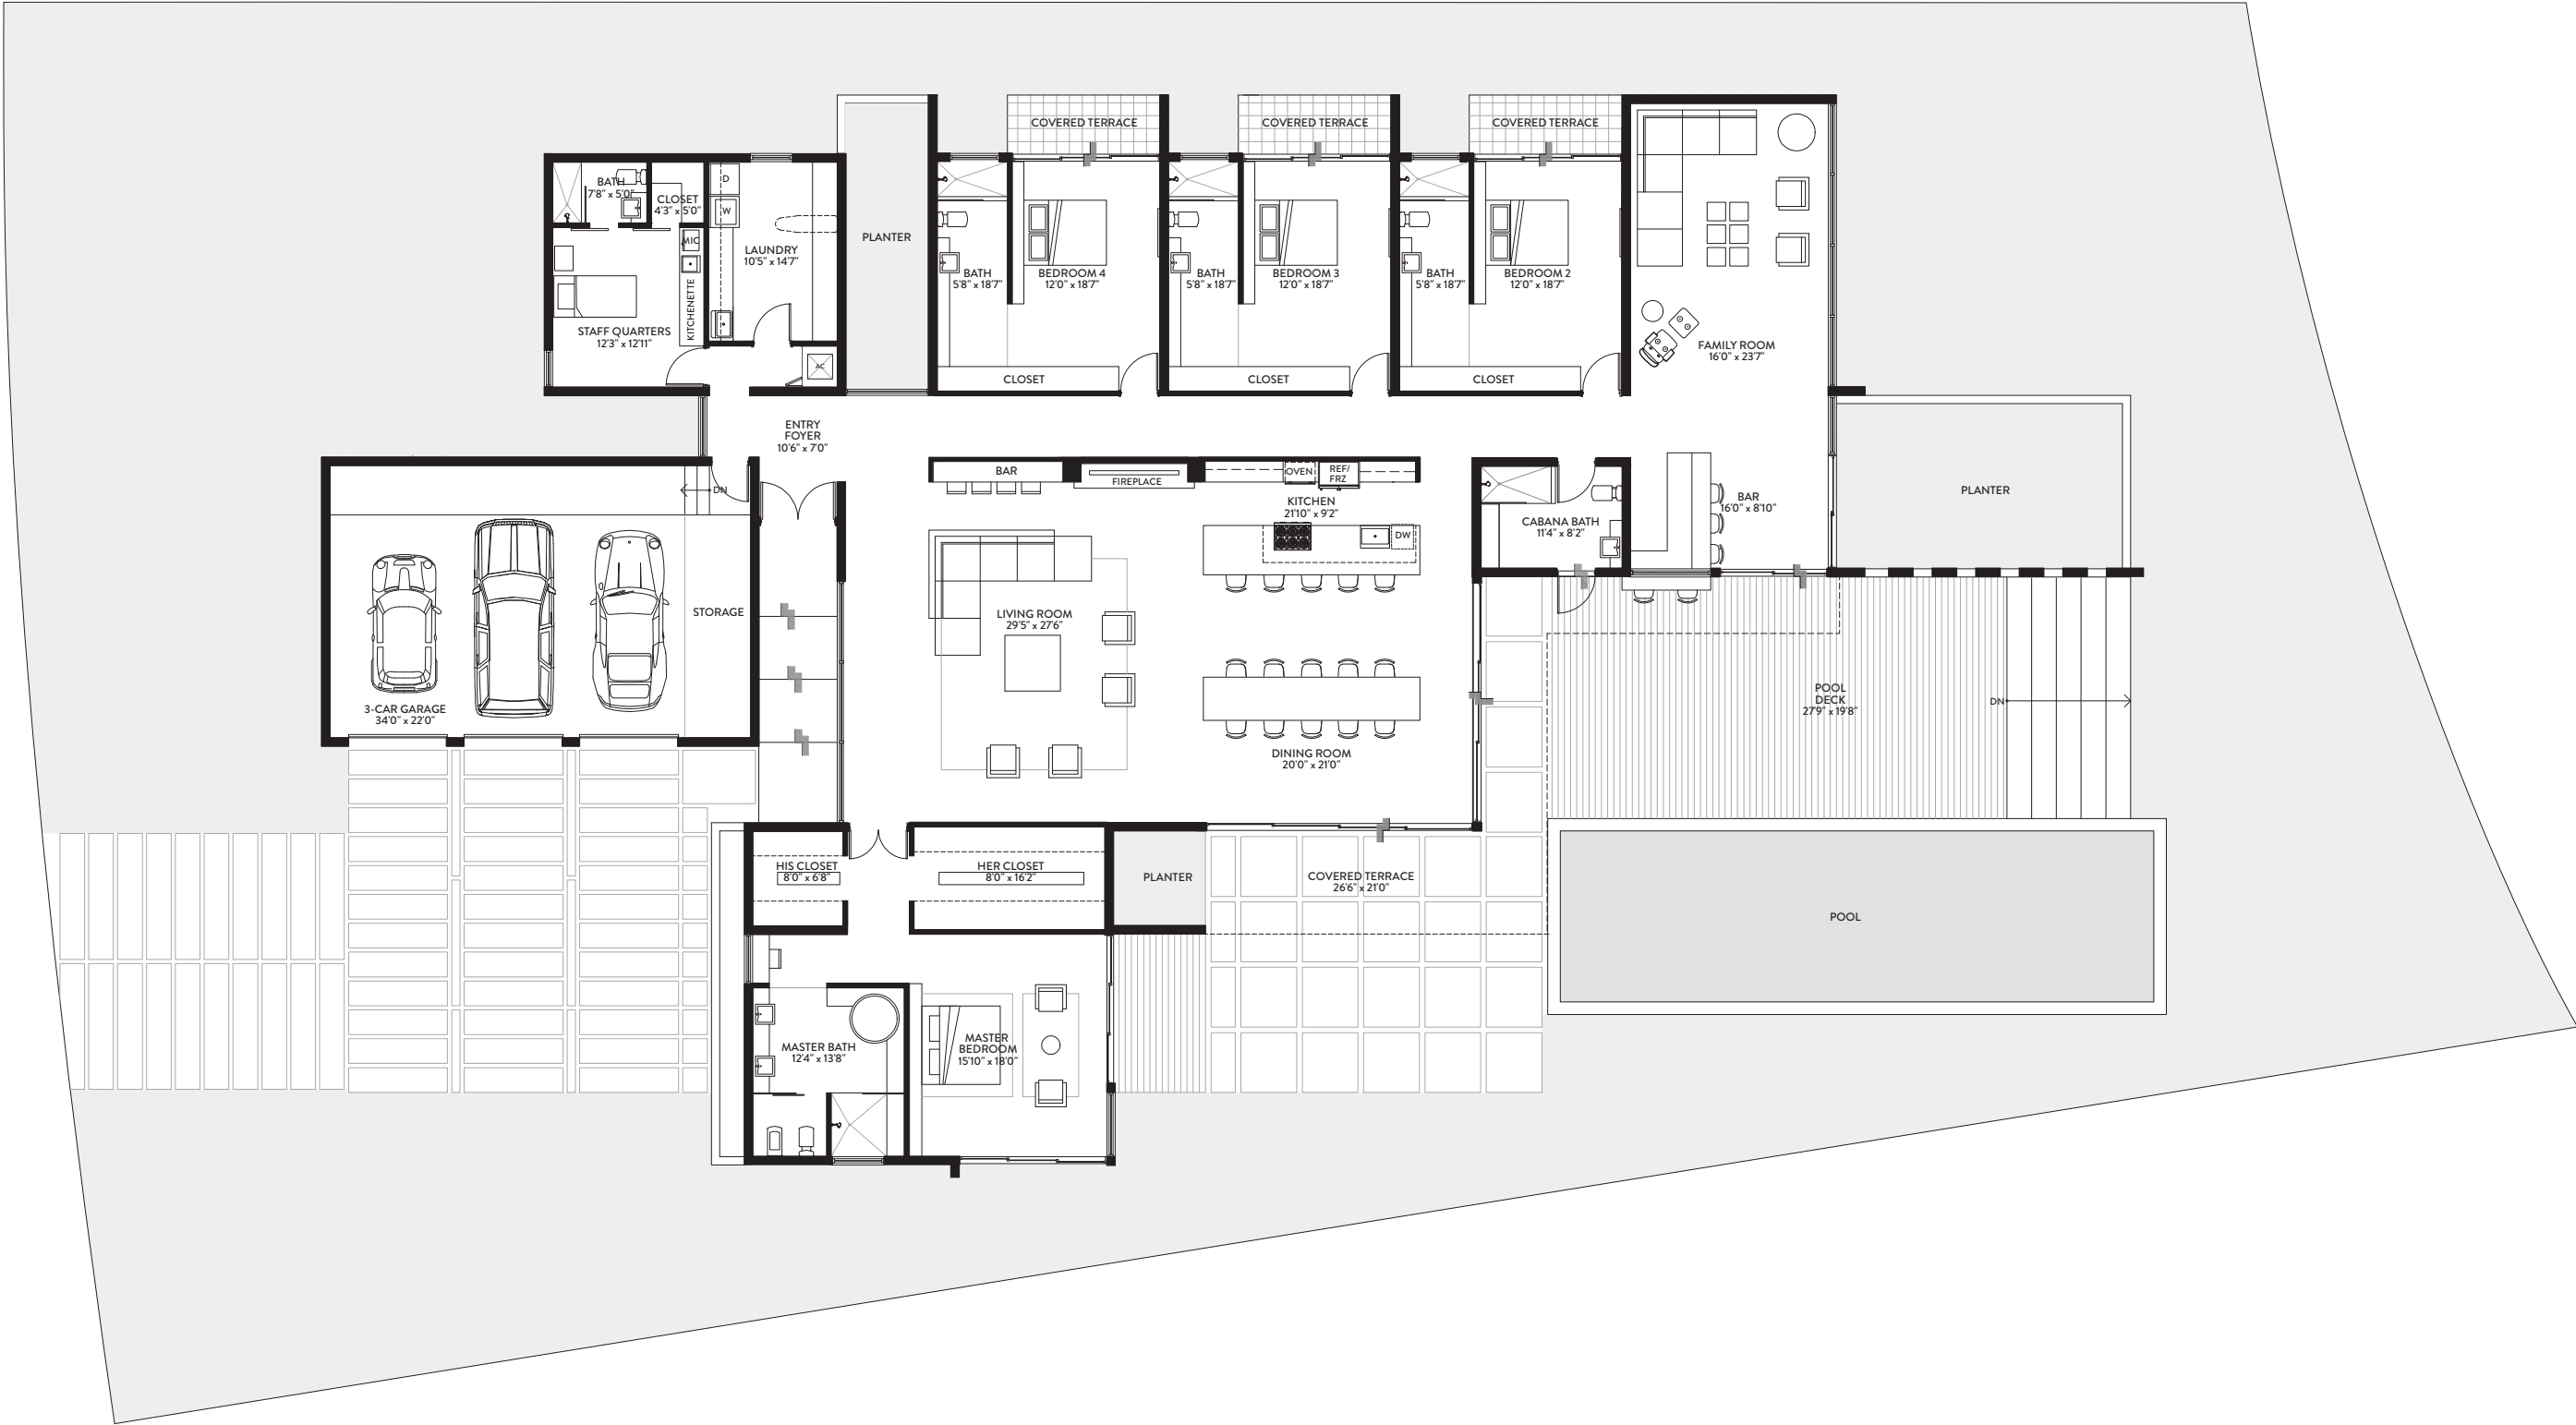 COVERED TERRACE
COVERED TERRACE
COVERED TERRACE
BATH
7'8" x 5'0"
CLOSET
4'3" x 5'0"
D
W
MIC
KITCHENETTE
LAUNDRY
10'5" x 14'7"
STAFF QUARTERS
12'3" x 12'11"
AC
PLANTER
BATH
5'8" x 18'7"
BEDROOM 4
12'0" x 18'7"
CLOSET
BATH
5'8" x 18'7"
BEDROOM 3
12'0" x 18'7"
CLOSET
BATH
5'8" x 18'7"
BEDROOM 2
12'0" x 18'7"
CLOSET
FAMILY ROOM
16'0" x 23'7"
ENTRY
FOYER
10'6" x 7'0"
DN
BAR
FIREPLACE
OVEN
REF/
FRZ
KITCHEN
21'10" x 9'2"
DW
CABANA BATH
11'4" x 8'2"
BAR
16'0" x 8'10"
PLANTER
STORAGE
3-CAR GARAGE
34'0" x 22'0"
LIVING ROOM
29'5" x 27'6"
DINING ROOM
20'0" x 21'0"
POOL
DECK
27'9" x 19'8"
DN
HIS CLOSET
8'0" x 6'8"
HER CLOSET
8'0" x 16'2"
PLANTER
COVERED TERRACE
26'6" x 21'0"
POOL
MASTER BATH
12'4" x 13'8"
MASTER
BEDROOM
15'10" x 18'0"